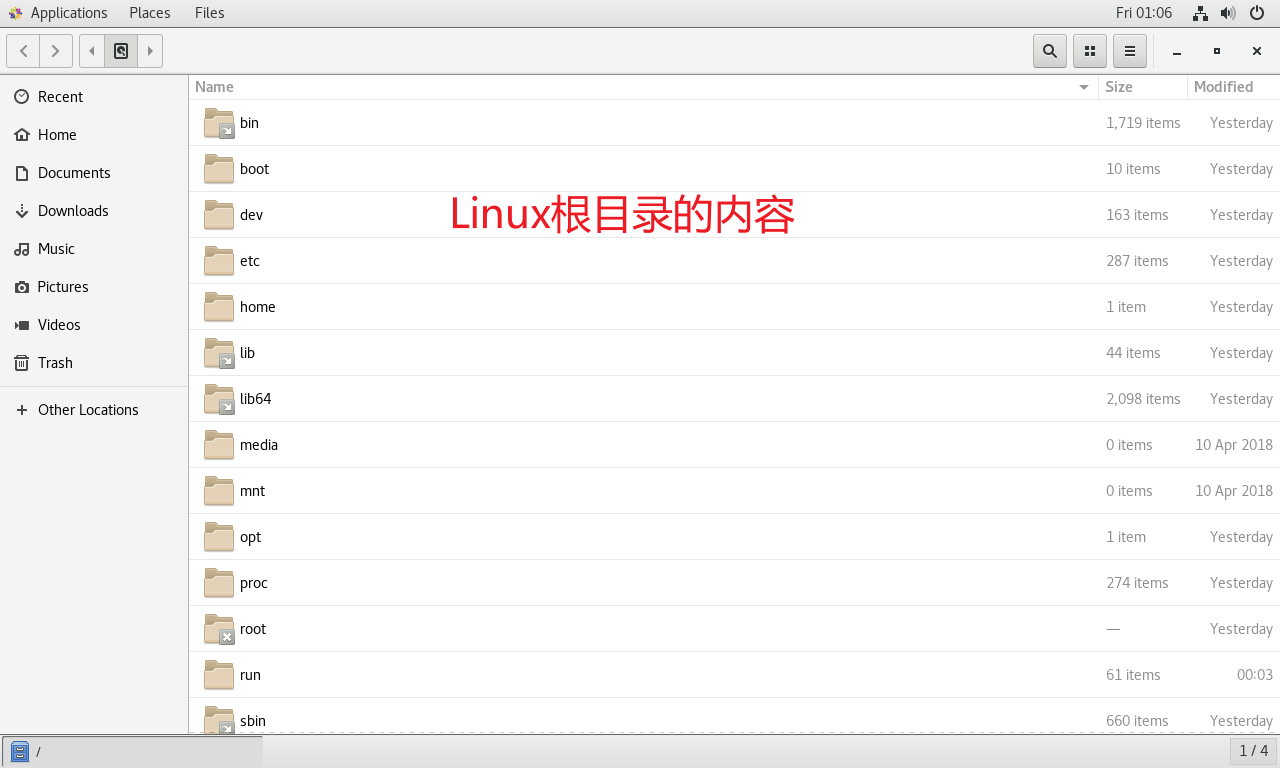 Applications Places Files Fri 01:06
Name Size Modified
Recent
Home
Documents
Downloads
Music
Pictures
Videos
Trash
Other Locations
bin 1,719 items Yesterday
boot 10 items Yesterday
Linux根目录的内容
dev 163 items Yesterday
etc 287 items Yesterday
home 1 item Yesterday
lib 44 items Yesterday
lib64 2,098 items Yesterday
media 0 items 10 Apr 2018
mnt 0 items 10 Apr 2018
opt 1 item Yesterday
proc 274 items Yesterday
root — Yesterday
run 61 items 00:03
sbin 660 items Yesterday
/ 1 / 4